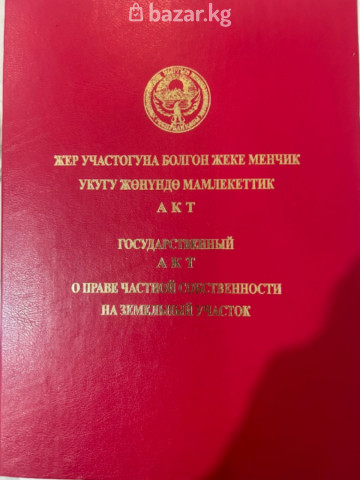 bazar.kg
ЖЕР УЧАСТОГУНА БОЛГОН ЖЕКЕ МЕНЧИК
УКУГУ ЖӨНҮНДӨ МАМЛЕКЕТТИК
АКТ
ГОСУДАРСТВЕННЫЙ
АКТ
О ПРАВЕ ЧАСТНОЙ СОБСТВЕННОСТИ
НА ЗЕМЕЛЬНЫЙ УЧАСТОК